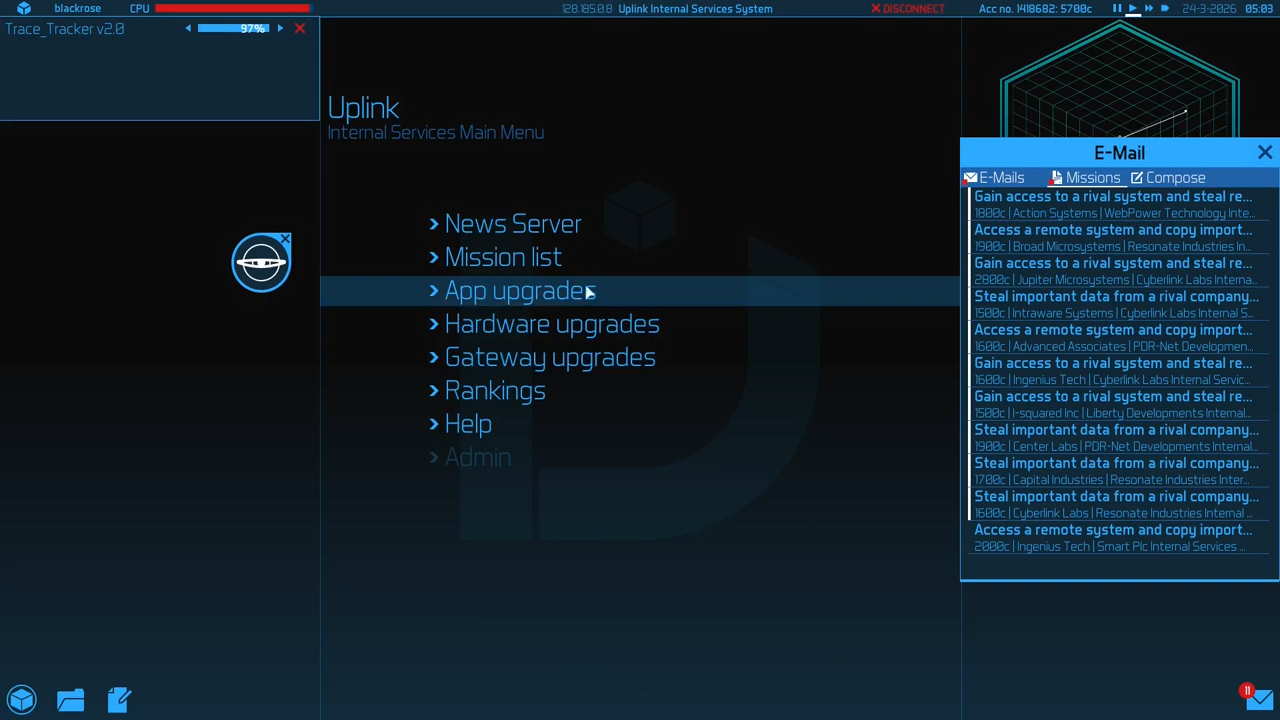 blackrose CPU 128.185.0.8 Uplink Internal Services System DISCONNECT Acc no. 1418682: 5700c 24-3-2026 05:03
Trace_Tracker v2.0 97%
Uplink
Internal Services Main Menu
> News Server
> Mission list
> App upgrades
> Hardware upgrades
> Gateway upgrades
> Rankings
> Help
> Admin
E-Mail
E-Mails Missions Compose
Gain access to a rival system and steal re...
1800c | Action Systems | WebPower Technology Inte...
Access a remote system and copy import...
1900c | Broad Microsystems | Resonate Industries In...
Gain access to a rival system and steal re...
2800c | Jupiter Microsystems | Cyberlink Labs Interna...
Steal important data from a rival company...
1500c | Intraware Systems | Cyberlink Labs Internal S...
Access a remote system and copy import...
1600c | Advanced Associates | PDR-Net Developmen...
Gain access to a rival system and steal re...
1600c | Ingenius Tech | Cyberlink Labs Internal Servic...
Gain access to a rival system and steal re...
1500c | I-squared Inc | Liberty Developments Internal...
Steal important data from a rival company...
1900c | Center Labs | PDR-Net Developments Internal...
Steal important data from a rival company...
1700c | Capital Industries | Resonate Industries Inter...
Steal important data from a rival company...
1600c | Cyberlink Labs | Resonate Industries Internal ...
Access a remote system and copy import...
2000c | Ingenius Tech | Smart Plc Internal Services ...
11